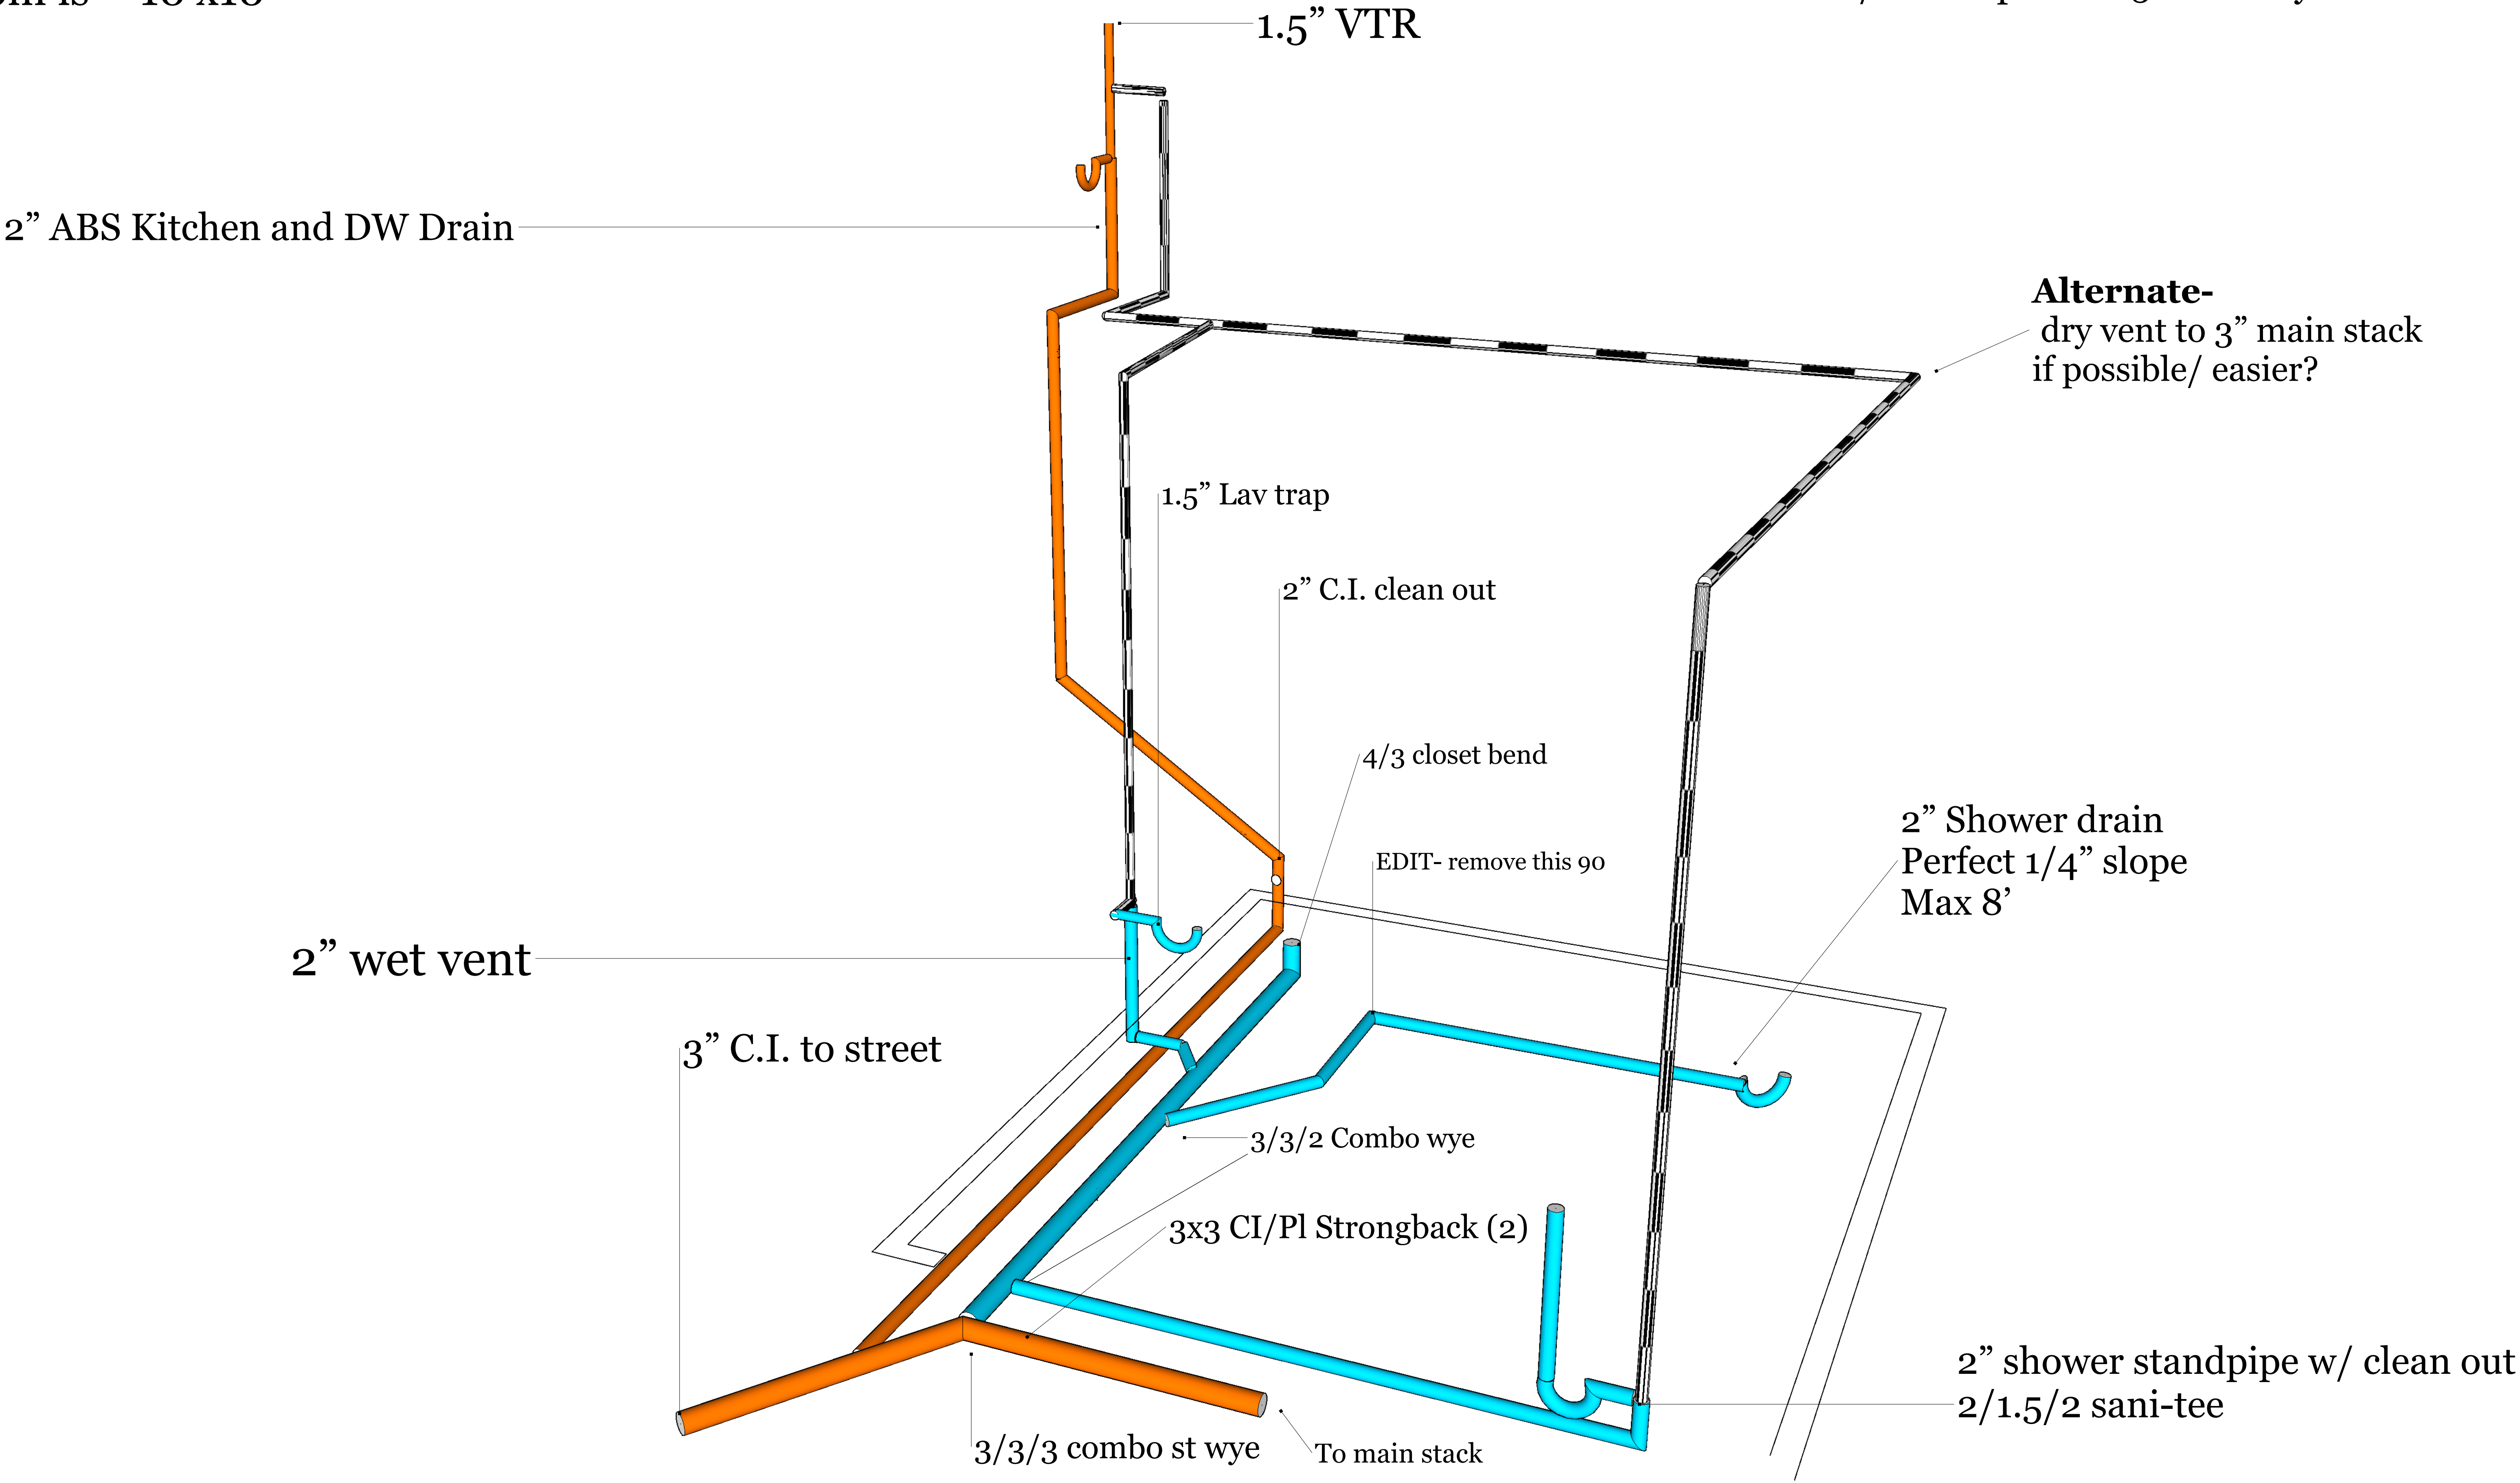 1.5” VTR
2” ABS Kitchen and DW Drain
Alternate-
dry vent to 3” main stack
if possible/ easier?
1.5” Lav trap
2” C.I. clean out
4/3 closet bend
EDIT- remove this 90
2” Shower drain
Perfect 1/4” slope
Max 8’
2” wet vent
3” C.I. to street
3/3/2 Combo wye
3x3 CI/Pl Strongback (2)
2” shower standpipe w/ clean out
2/1.5/2 sani-tee
3/3/3 combo st wye
To main stack